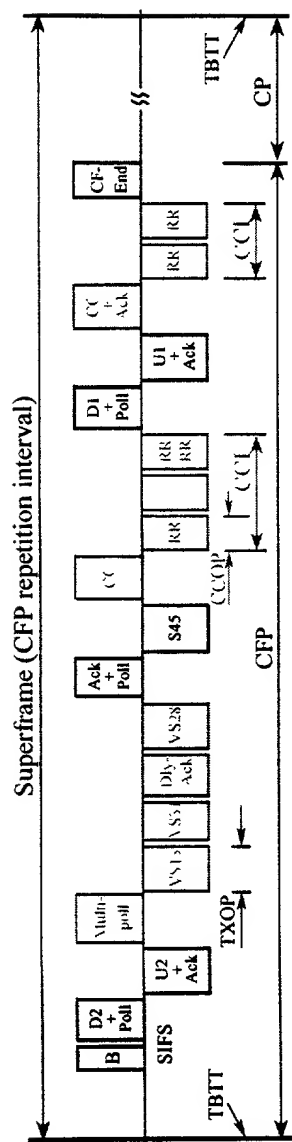 Superframe (CFP repetition interval)
B
D2
+
Poll
Multi-
poll
Ack
+
Poll
CC
D1
+
Poll
CC
+
Ack
CF-
End
SIFS
U2
+
Ack
VS28
Dly-
Ack
S45
RR
RR
RR
U1
+
Ack
RR
RR
TXOP
CCOP
CCI
CCI
TBTT
CFP
CP
TBTT